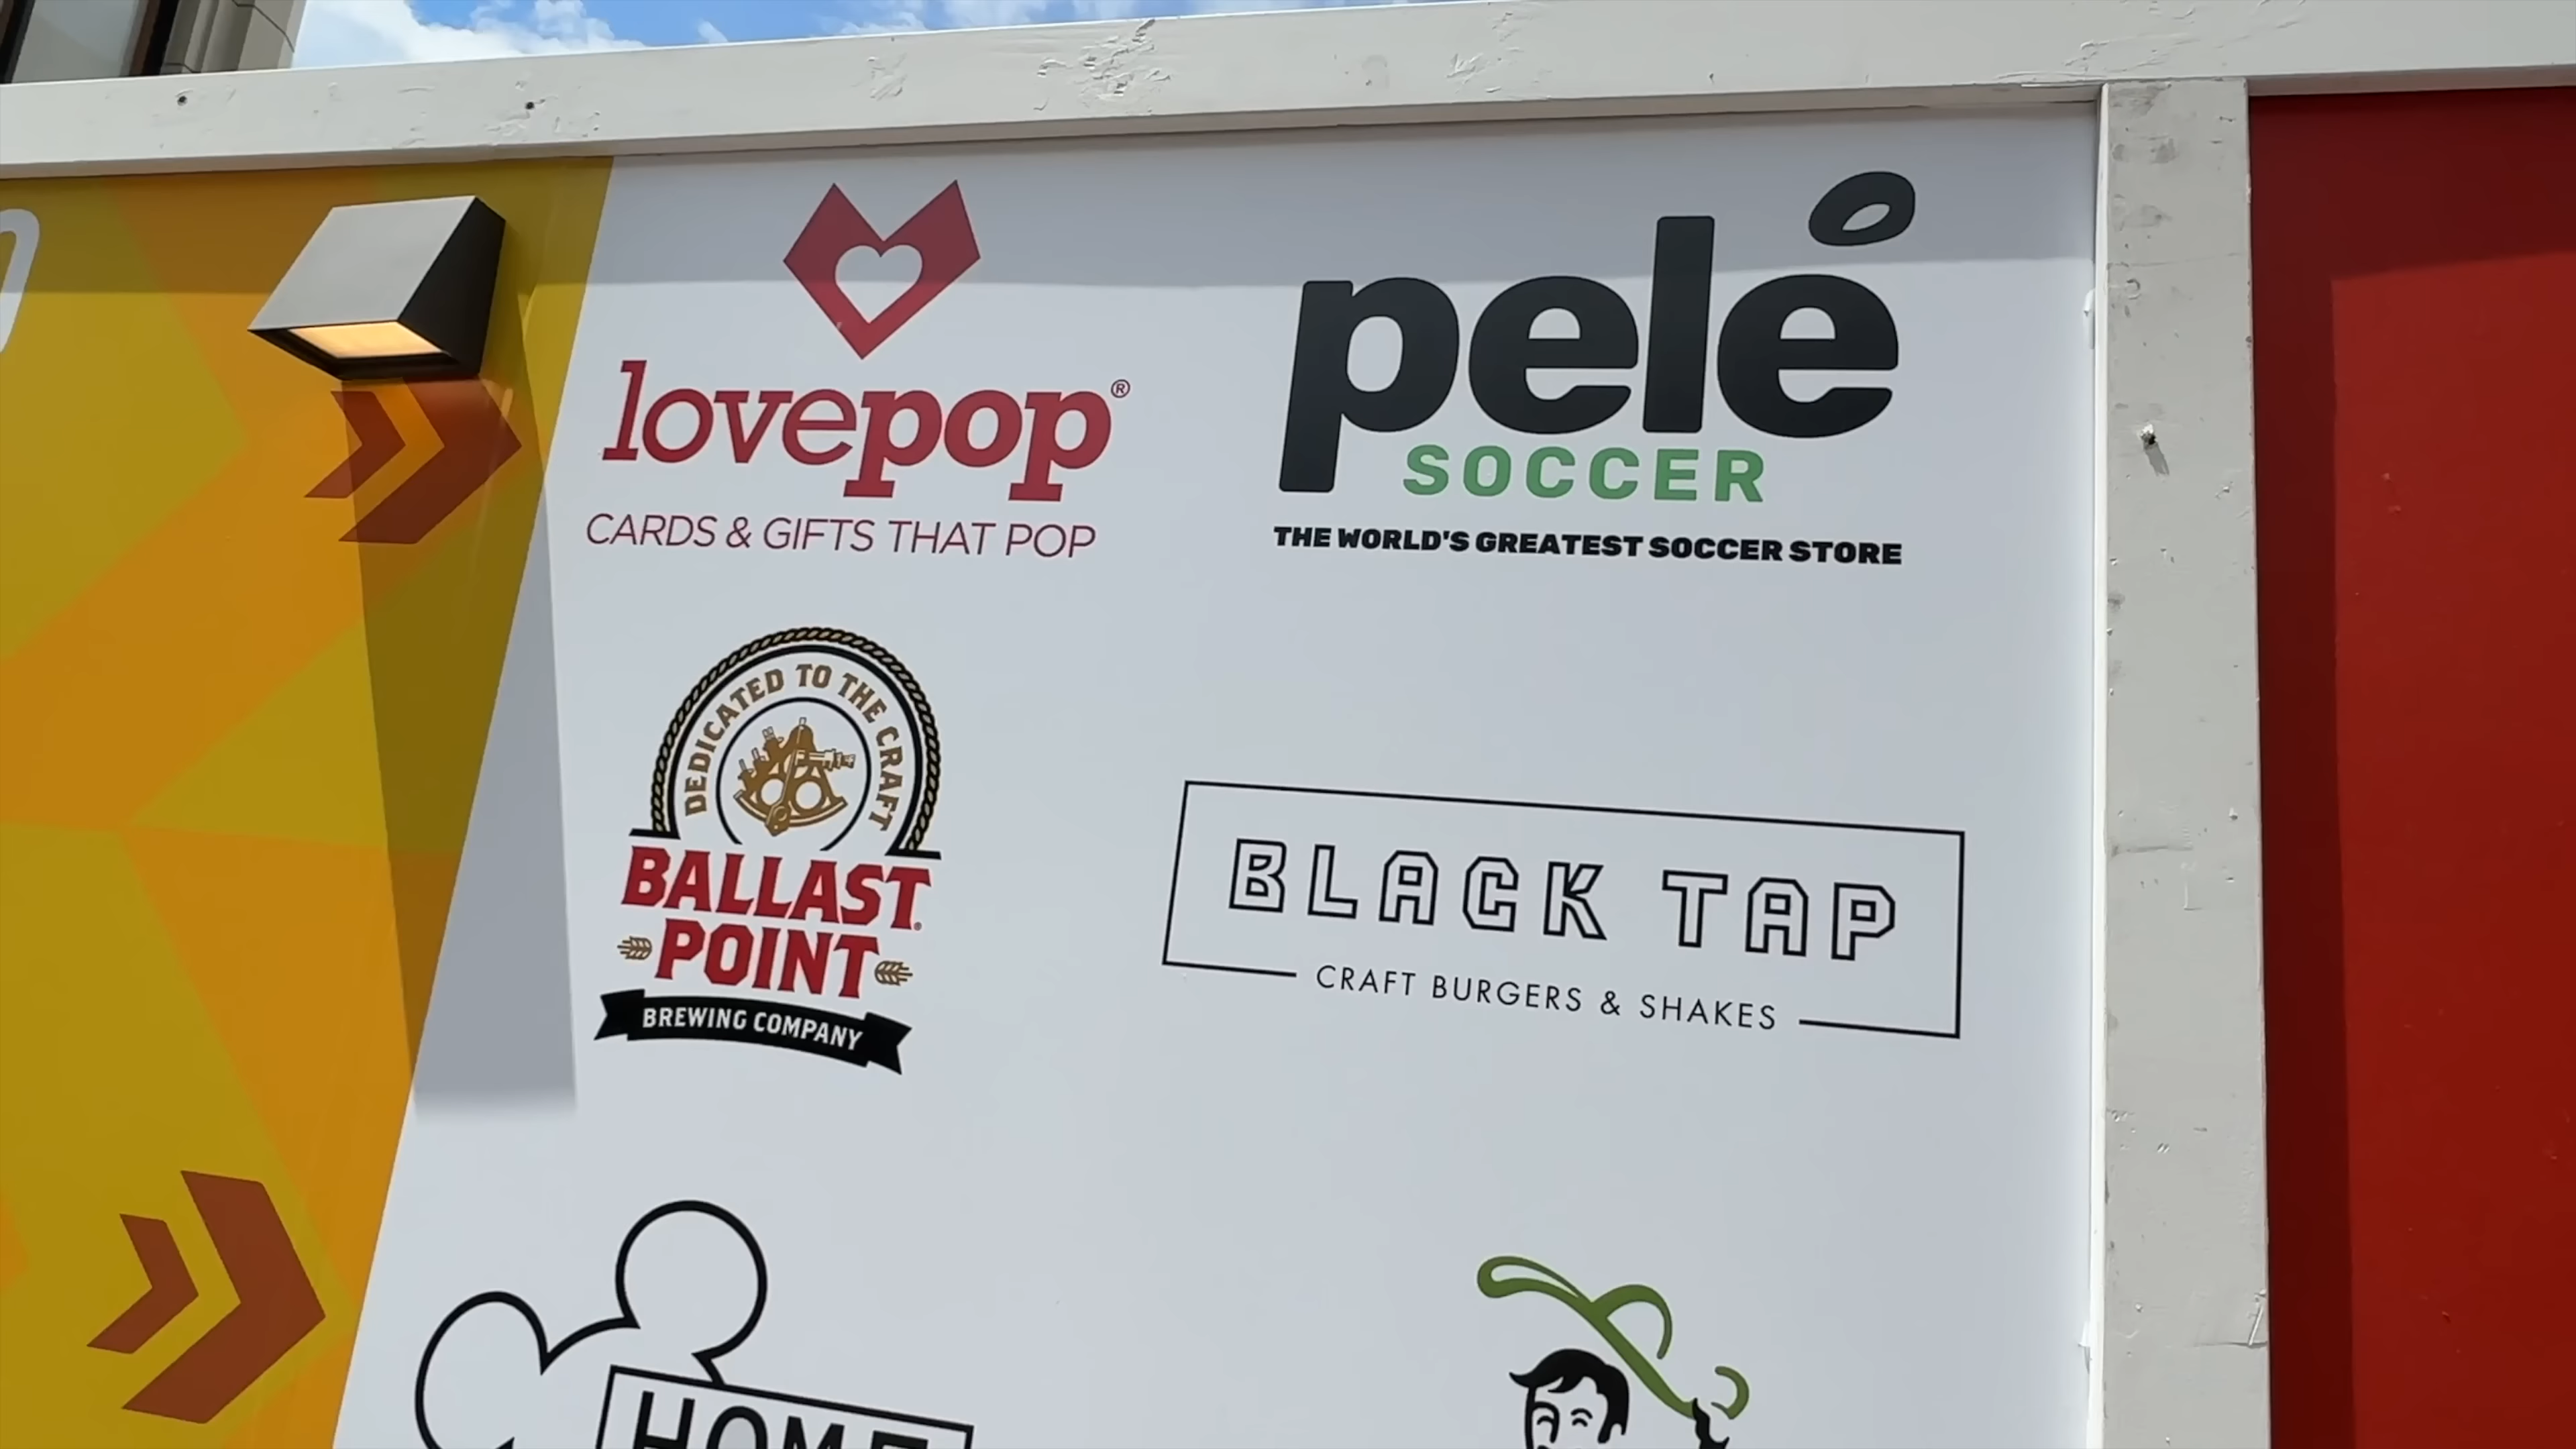 lovepop®
CARDS & GIFTS THAT POP
pelé
SOCCER
THE WORLD'S GREATEST SOCCER STORE
DEDICATED TO THE CRAFT
BALLAST
POINT
BREWING COMPANY
BLACK TAP
CRAFT BURGERS & SHAKES
HOME